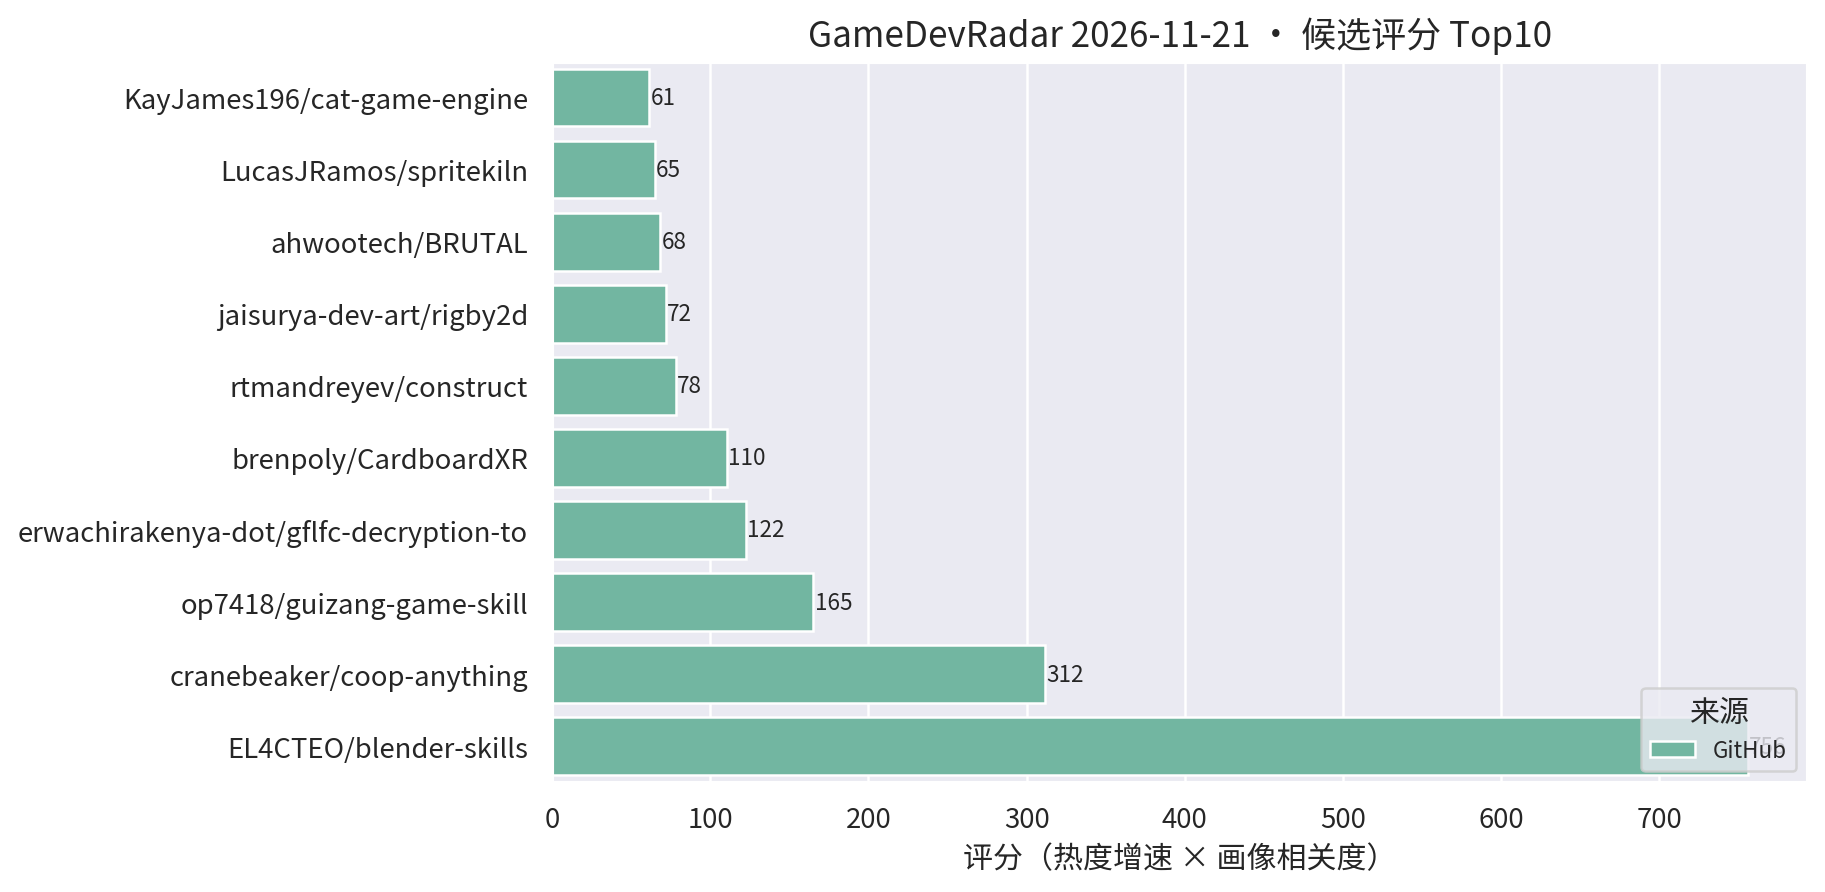 GameDevRadar 2026-11-21 · 候选评分 Top10
KayJames196/cat-game-engine
61
LucasJRamos/spritekiln
65
ahwootech/BRUTAL
68
jaisurya-dev-art/rigby2d
72
rtmandreyev/construct
78
brenpoly/CardboardXR
110
erwachirakenya-dot/gflfc-decryption-to
122
op7418/guizang-game-skill
165
cranebeaker/coop-anything
312
EL4CTEO/blender-skills
756
来源
GitHub
0 100 200 300 400 500 600 700
评分（热度增速 × 画像相关度）